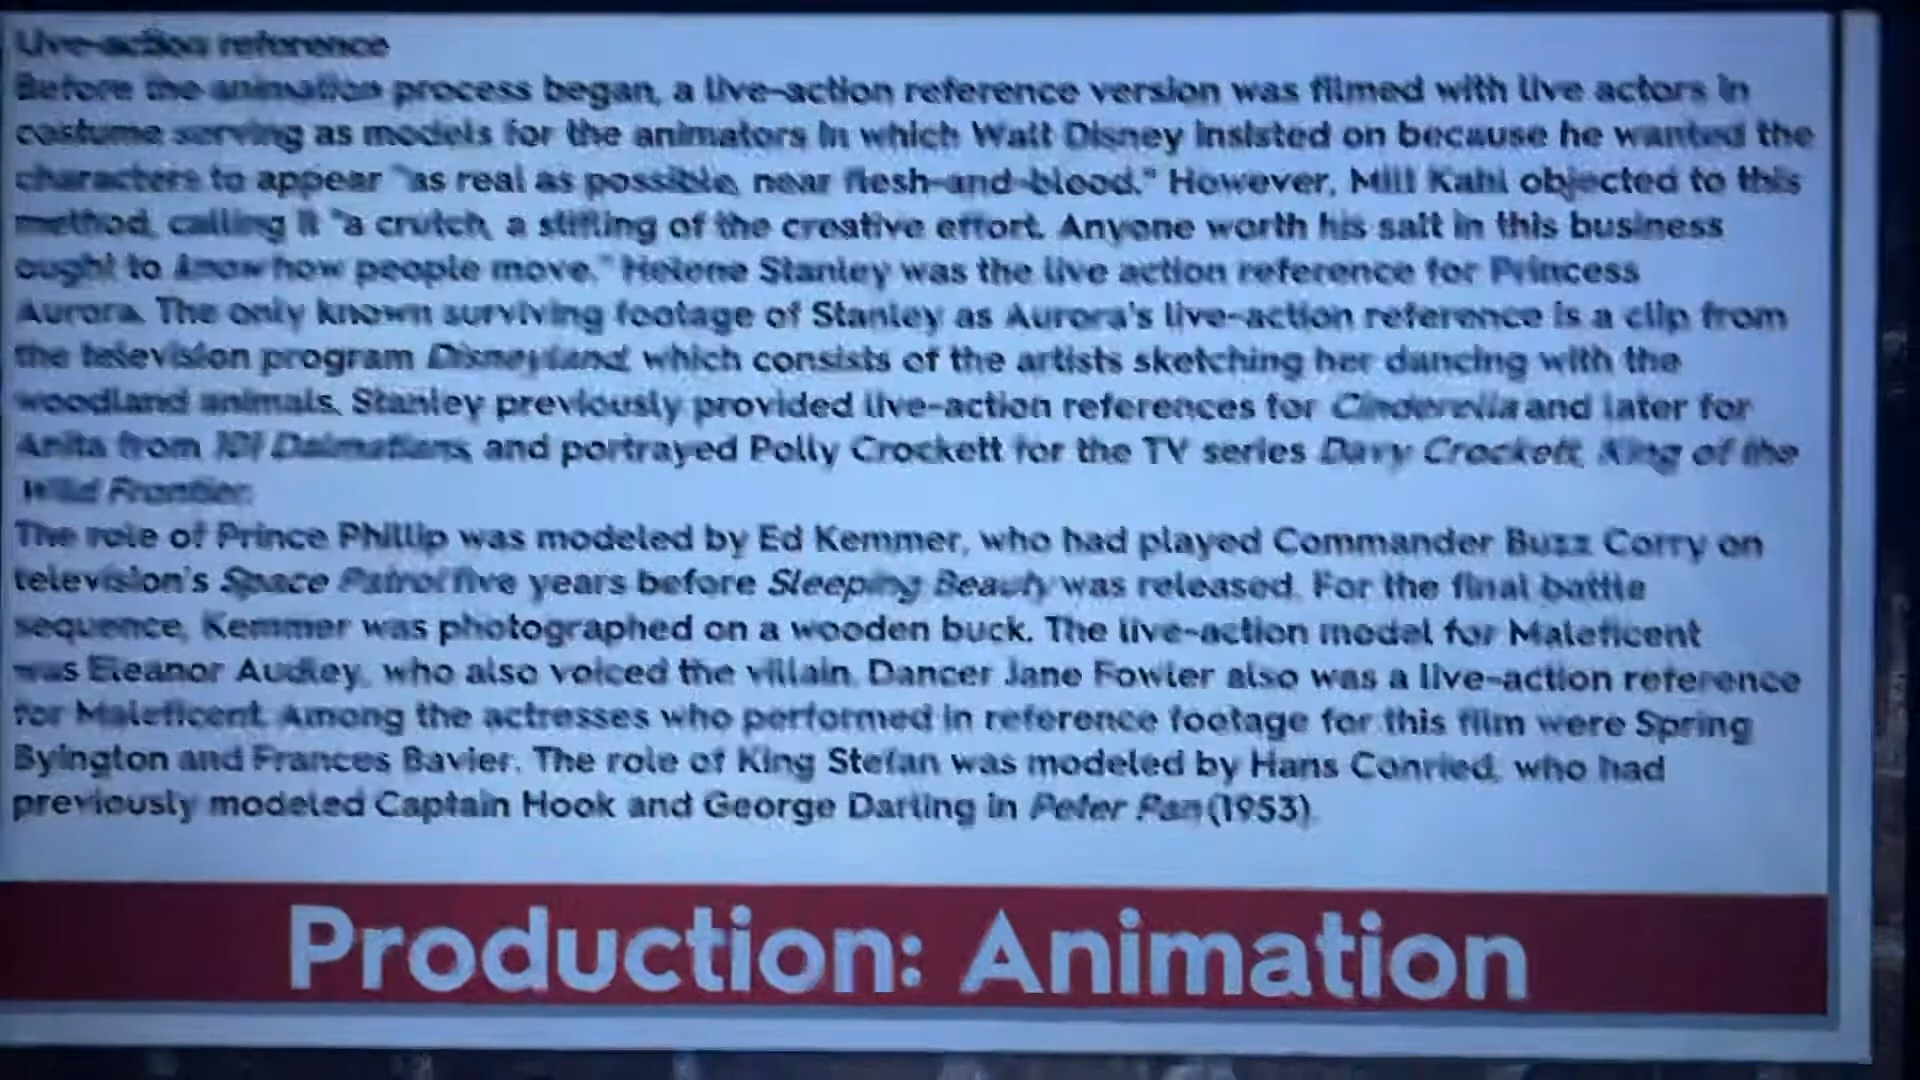 Live-action reference
Before the animation process began, a live-action reference version was filmed with live actors in
costume serving as models for the animators in which Walt Disney insisted on because he wanted the
characters to appear "as real as possible, near flesh-and-blood." However, Milt Kahl objected to this
method, calling it "a crutch, a stifling of the creative effort. Anyone worth his salt in this business
ought to know how people move." Helene Stanley was the live action reference for Princess
Aurora. The only known surviving footage of Stanley as Aurora's live-action reference is a clip from
the television program Disneyland, which consists of the artists sketching her dancing with the
woodland animals. Stanley previously provided live-action references for Cinderella and later for
Anita from 101 Dalmatians, and portrayed Polly Crockett for the TV series Davy Crockett, King of the
Wild Frontier.
The role of Prince Phillip was modeled by Ed Kemmer, who had played Commander Buzz Corry on
television's Space Patrol five years before Sleeping Beauty was released. For the final battle
sequence, Kemmer was photographed on a wooden buck. The live-action model for Maleficent
was Eleanor Audley, who also voiced the villain. Dancer Jane Fowler also was a live-action reference
for Maleficent. Among the actresses who performed in reference footage for this film were Spring
Byington and Frances Bavier. The role of King Stefan was modeled by Hans Conried, who had
previously modeled Captain Hook and George Darling in Peter Pan (1953).
Production: Animation